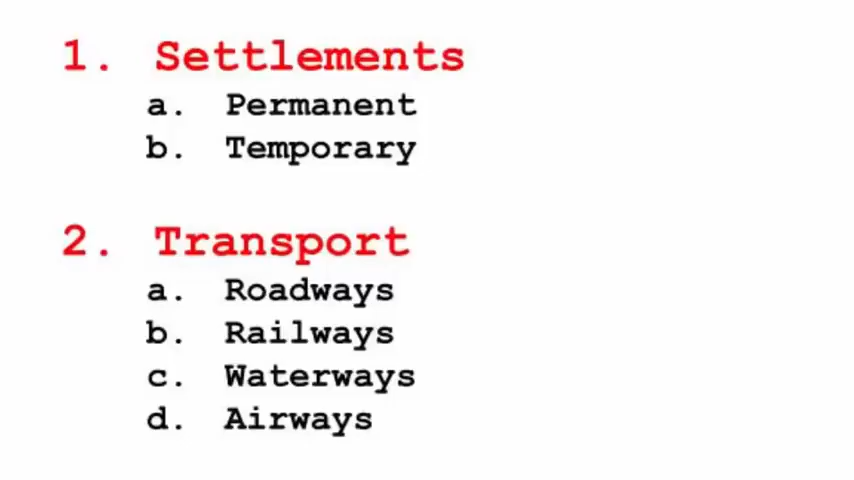 1. Settlements
a. Permanent
b. Temporary
2. Transport
a. Roadways
b. Railways
c. Waterways
d. Airways